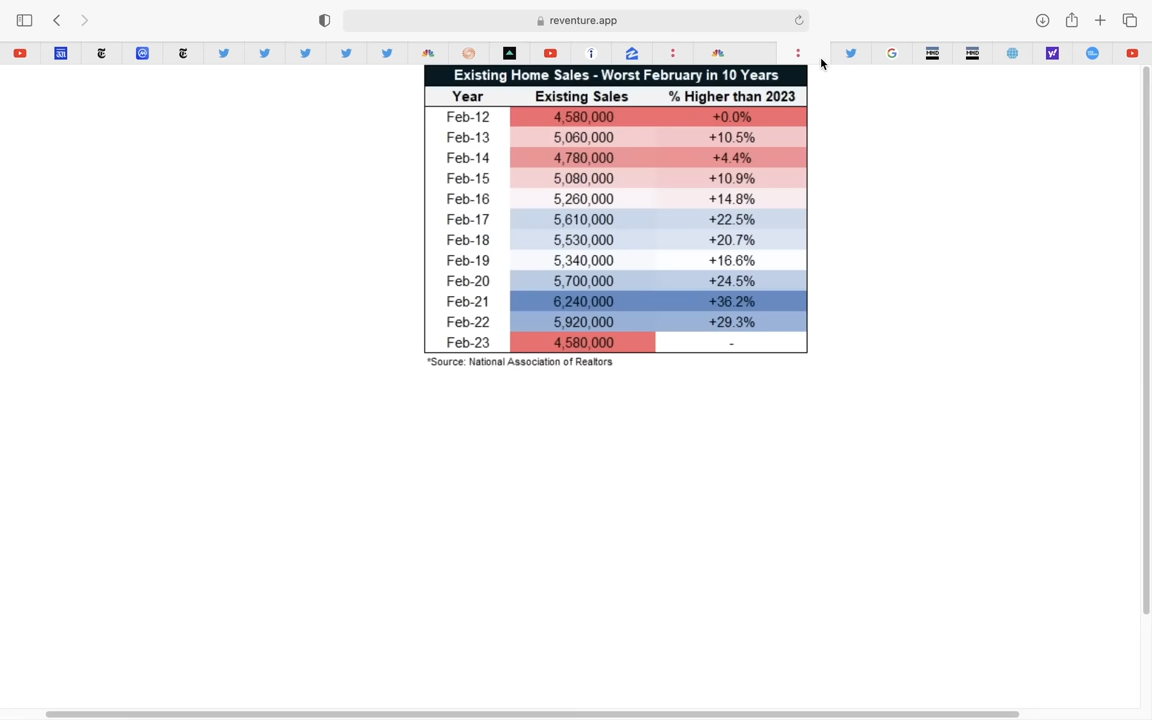 reventure.app
Existing Home Sales - Worst February in 10 Years
Year Existing Sales % Higher than 2023
Feb-12 4,580,000 +0.0%
Feb-13 5,060,000 +10.5%
Feb-14 4,780,000 +4.4%
Feb-15 5,080,000 +10.9%
Feb-16 5,260,000 +14.8%
Feb-17 5,610,000 +22.5%
Feb-18 5,530,000 +20.7%
Feb-19 5,340,000 +16.6%
Feb-20 5,700,000 +24.5%
Feb-21 6,240,000 +36.2%
Feb-22 5,920,000 +29.3%
Feb-23 4,580,000 -
*Source: National Association of Realtors